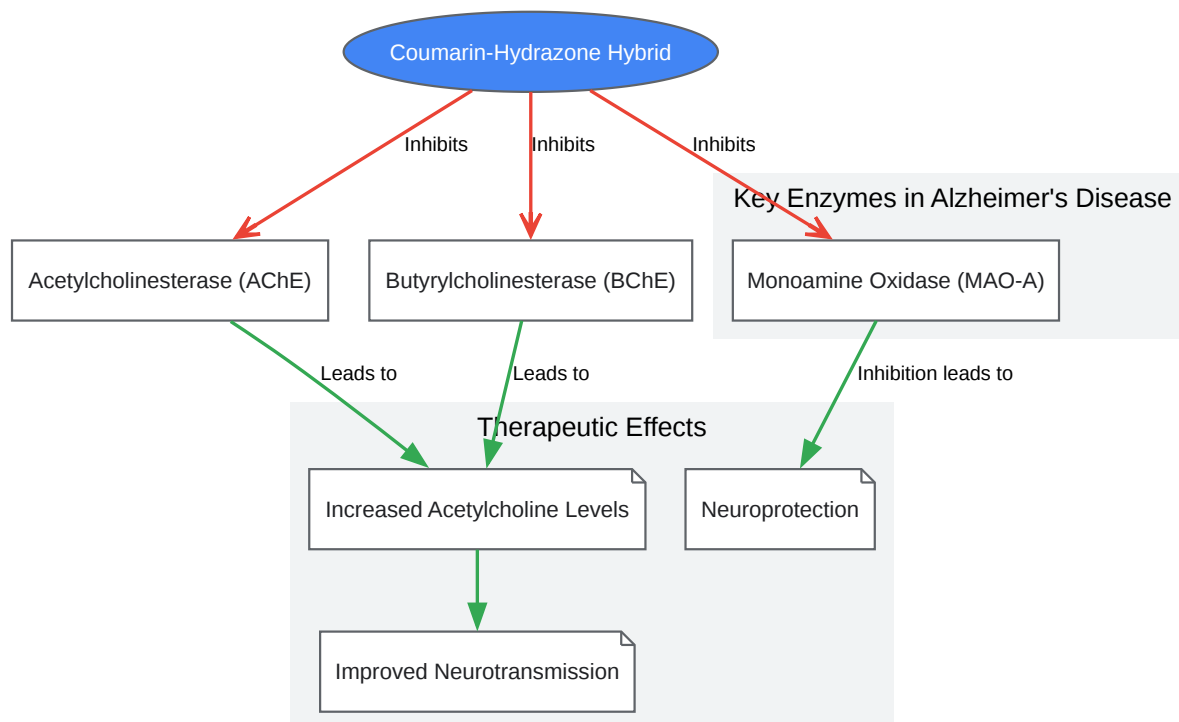 Coumarin-Hydrazone Hybrid
Inhibits
Inhibits
Inhibits
Key Enzymes in Alzheimer's Disease
Acetylcholinesterase (AChE)
Butyrylcholinesterase (BChE)
Monoamine Oxidase (MAO-A)
Leads to
Leads to
Inhibition leads to
Therapeutic Effects
Increased Acetylcholine Levels
Neuroprotection
Improved Neurotransmission